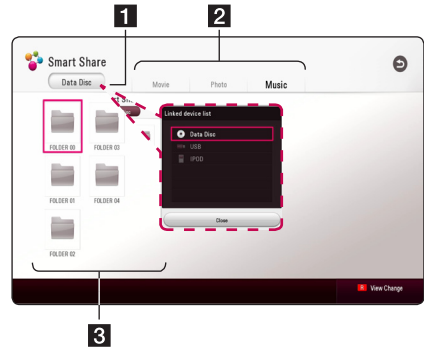 1 2
Smart Share
Data Disc Movie Photo Music
Linked device list
Data Disc
FOLDER 00 FOLDER 03 USB
IPOD
FOLDER 01 FOLDER 04
Close
FOLDER 02
View Change
3